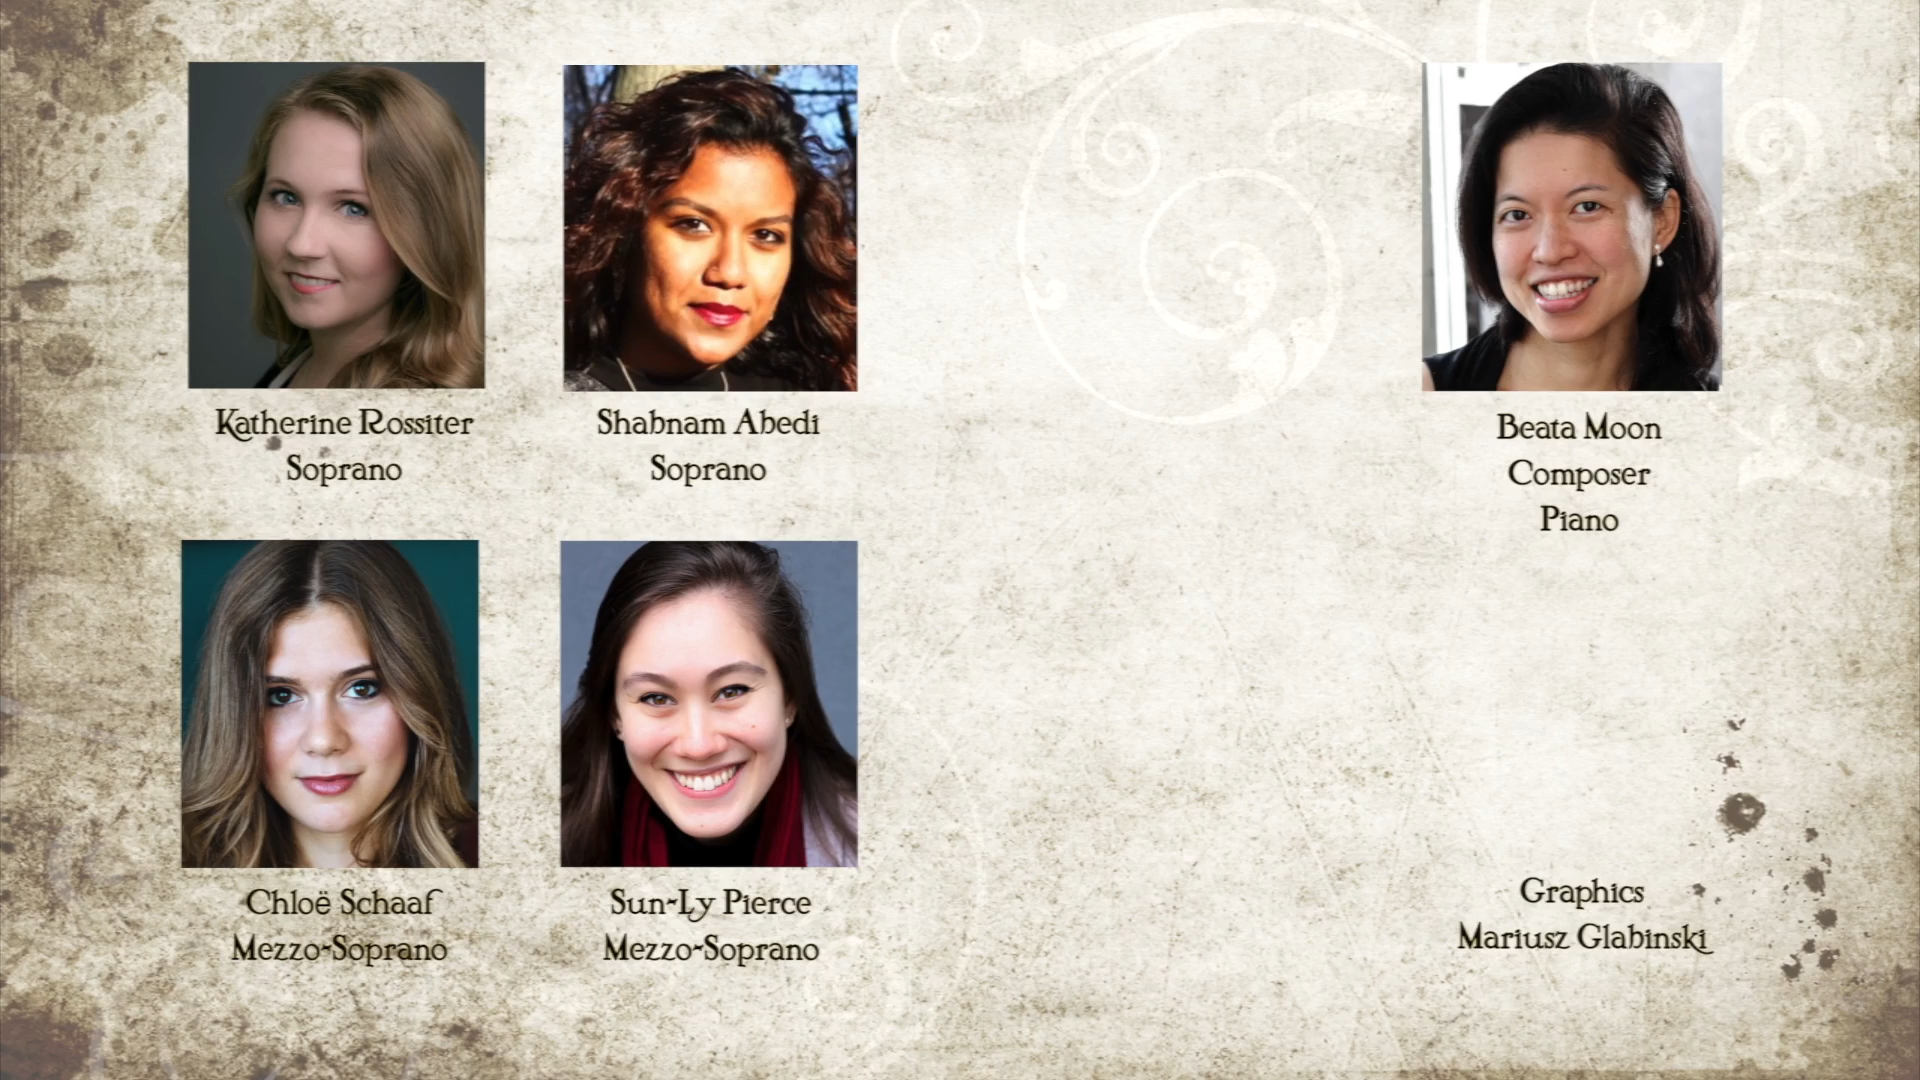 Katherine Rossiter
Soprano
Shabnam Abedi
Soprano
Beata Moon
Composer
Piano
Chloë Schaaf
Mezzo-Soprano
Sun-Ly Pierce
Mezzo-Soprano
Graphics
Mariusz Glabinski